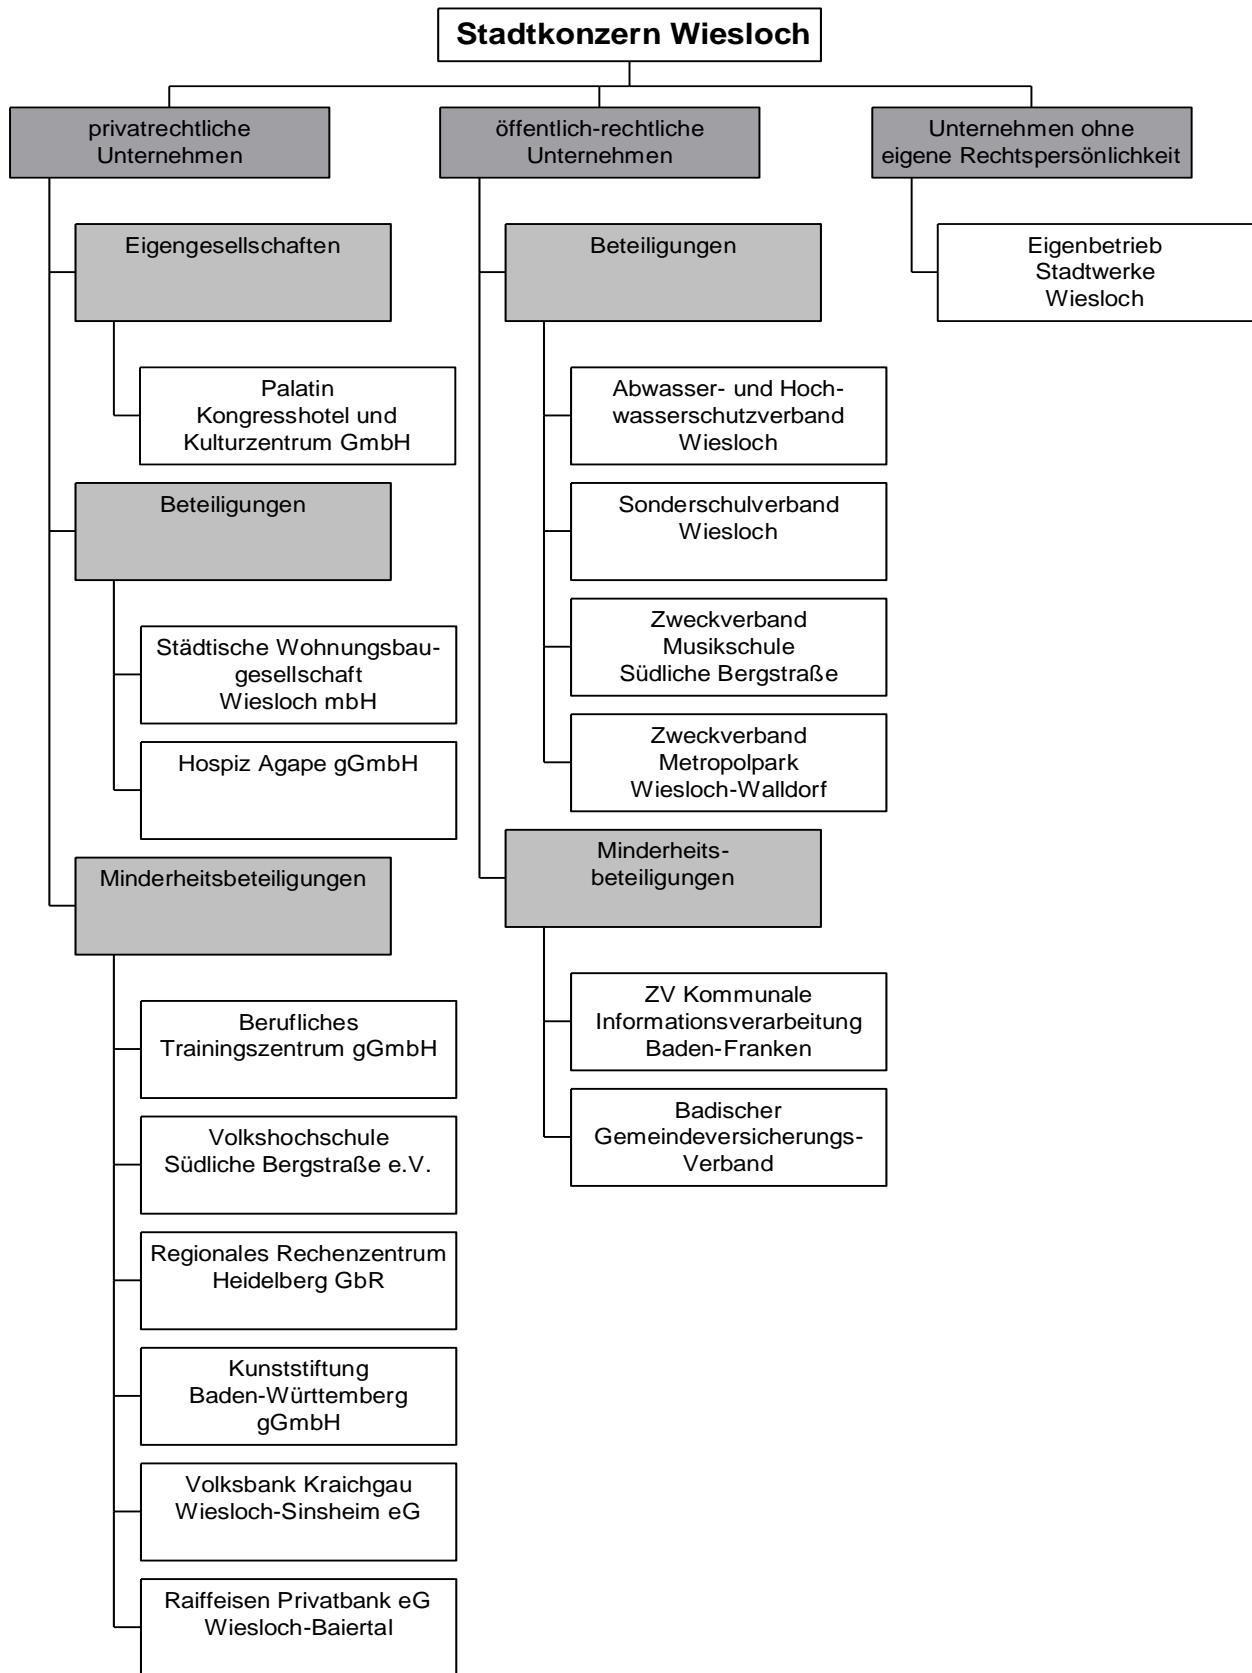 Stadtkonzern Wiesloch
privatrechtliche
Unternehmen
Eigengesellschaften
Palatin
Kongresshotel und
Kulturzentrum GmbH
Beteiligungen
Städtische Wohnungsbau-
gesellschaft
Wiesloch mbH
Hospiz Agape gGmbH
Minderheitsbeteiligungen
Berufliches
Trainingszentrum gGmbH
Volkshochschule
Südliche Bergstraße e.V.
Regionales Rechenzentrum
Heidelberg GbR
Kunststiftung
Baden-Württemberg
gGmbH
Volksbank Kraichgau
Wiesloch-Sinsheim eG
Raiffeisen Privatbank eG
Wiesloch-Baiertal
öffentlich-rechtliche
Unternehmen
Beteiligungen
Abwasser- und Hoch-
wasserschutzverband
Wiesloch
Sonderschulverband
Wiesloch
Zweckverband
Musikschule
Südliche Bergstraße
Zweckverband
Metropolpark
Wiesloch-Walldorf
Minderheits-
beteiligungen
ZV Kommunale
Informationsverarbeitung
Baden-Franken
Badischer
Gemeindeversicherungs-
Verband
Unternehmen ohne
eigene Rechtspersönlichkeit
Eigenbetrieb
Stadtwerke
Wiesloch